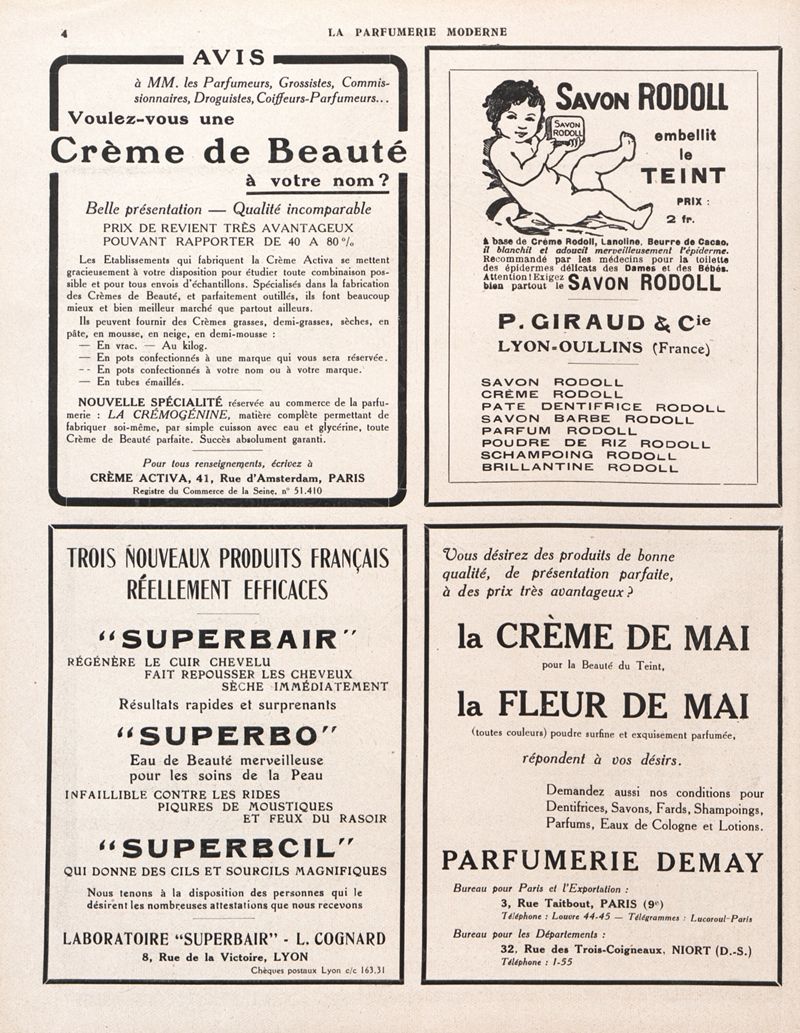 4
LA PARFUMERIE MODERNE
AVIS
à MM. les Parfumeurs, Grossistes, Commis-
sionnaires, Droguistes, Coiffeurs-Parfumeurs...
Voulez-vous une
Crème de Beauté
à votre nom?
Belle présentation — Qualité incomparable
PRIX DE REVIENT TRÈS AVANTAGEUX
POUVANT RAPPORTER DE 40 A 80 %
Les Etablissements qui fabriquent la Crème Activa se mettent
gracieusement à votre disposition pour étudier toute combinaison pos-
sible et pour tous envois d'échantillons. Spécialisés dans la fabrication
des Crèmes de Beauté, et parfaitement outillés, ils font beaucoup
mieux et bien meilleur marché que partout ailleurs.
Ils peuvent fournir des Crèmes grasses, demi-grasses, sèches, en
pâte, en mousse, en neige, en demi-mousse :
— En vrac. — Au kilog.
— En pots confectionnés à une marque qui vous sera réservée.
-- En pots confectionnés à votre nom ou à votre marque.
— En tubes émaillés.
NOUVELLE SPÉCIALITÉ réservée au commerce de la parfu-
merie : LA CRÉMOGÉNINE, matière complète permettant de
fabriquer soi-même, par simple cuisson avec eau et glycérine, toute
Crème de Beauté parfaite. Succès absolument garanti.
Pour tous renseignements, écrivez à
CRÈME ACTIVA, 41, Rue d'Amsterdam, PARIS
Registre du Commerce de la Seine, n° 51.410
SAVON RODOLL
SAVON
RODOLL
embellit
le
TEINT
PRIX :
2 fr.
à base de Crème Rodoll, Lanoline, Beurre de Cacao,
il blanchit et adoucit merveilleusement l'épiderme.
Recommandé par les médecins pour la toilette
des épidermes délicats des Dames et des Bébés.
Attention! Exigez
bien partout le SAVON RODOLL
P. GIRAUD & Cie
LYON-OULLINS (France)
SAVON RODOLL
CRÈME RODOLL
PATE DENTIFRICE RODOLL
SAVON BARBE RODOLL
PARFUM RODOLL
POUDRE DE RIZ RODOLL
SCHAMPOING RODOLL
BRILLANTINE RODOLL
TROIS NOUVEAUX PRODUITS FRANÇAIS
RÉELLEMENT EFFICACES
"SUPERBAIR"
RÉGÉNÈRE LE CUIR CHEVELU
FAIT REPOUSSER LES CHEVEUX
SÈCHE IMMÉDIATEMENT
Résultats rapides et surprenants
"SUPERBO"
Eau de Beauté merveilleuse
pour les soins de la Peau
INFAILLIBLE CONTRE LES RIDES
PIQURES DE MOUSTIQUES
ET FEUX DU RASOIR
"SUPERBCIL"
QUI DONNE DES CILS ET SOURCILS MAGNIFIQUES
Nous tenons à la disposition des personnes qui le
désirent les nombreuses attestations que nous recevons
LABORATOIRE "SUPERBAIR" - L. COGNARD
8, Rue de la Victoire, LYON
Chèques postaux Lyon c/c 163,31
Vous désirez des produits de bonne
qualité, de présentation parfaite,
à des prix très avantageux?
la CRÈME DE MAI
pour la Beauté du Teint,
la FLEUR DE MAI
(toutes couleurs) poudre surfine et exquisement parfumée,
répondent à vos désirs.
Demandez aussi nos conditions pour
Dentifrices, Savons, Fards, Shampoings,
Parfums, Eaux de Cologne et Lotions.
PARFUMERIE DEMAY
Bureau pour Paris et l'Exportation :
3, Rue Taitbout, PARIS (9e)
Téléphone : Louvre 44-45 — Télégrammes : Lucoroul-Paris
Bureau pour les Départements :
32, Rue des Trois-Coigneaux, NIORT (D.-S.)
Téléphone : 1-55